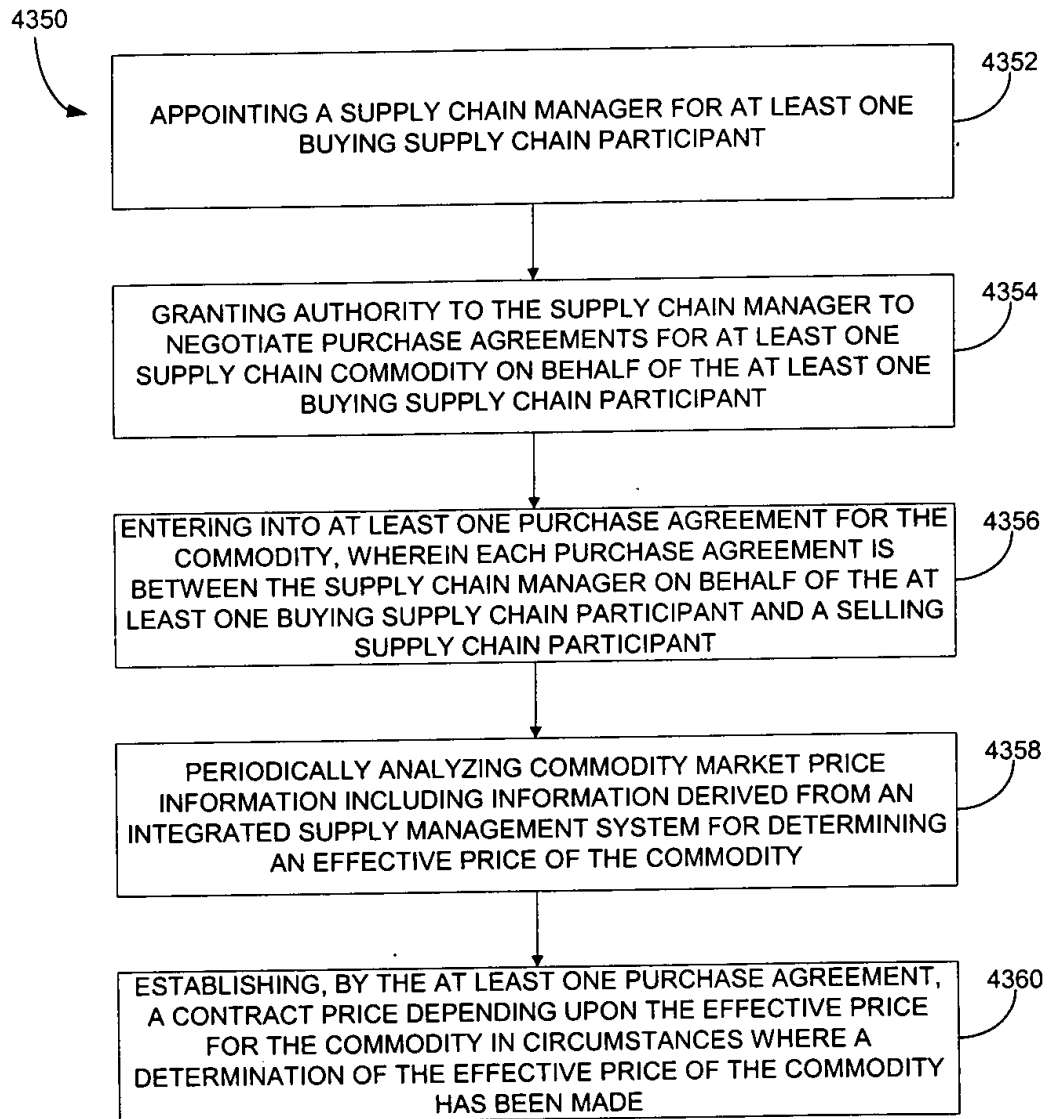 4350
4352
APPOINTING A SUPPLY CHAIN MANAGER FOR AT LEAST ONE
BUYING SUPPLY CHAIN PARTICIPANT
4354
GRANTING AUTHORITY TO THE SUPPLY CHAIN MANAGER TO
NEGOTIATE PURCHASE AGREEMENTS FOR AT LEAST ONE
SUPPLY CHAIN COMMODITY ON BEHALF OF THE AT LEAST ONE
BUYING SUPPLY CHAIN PARTICIPANT
4356
ENTERING INTO AT LEAST ONE PURCHASE AGREEMENT FOR THE
COMMODITY, WHEREIN EACH PURCHASE AGREEMENT IS
BETWEEN THE SUPPLY CHAIN MANAGER ON BEHALF OF THE AT
LEAST ONE BUYING SUPPLY CHAIN PARTICIPANT AND A SELLING
SUPPLY CHAIN PARTICIPANT
4358
PERIODICALLY ANALYZING COMMODITY MARKET PRICE
INFORMATION INCLUDING INFORMATION DERIVED FROM AN
INTEGRATED SUPPLY MANAGEMENT SYSTEM FOR DETERMINING
AN EFFECTIVE PRICE OF THE COMMODITY
4360
ESTABLISHING, BY THE AT LEAST ONE PURCHASE AGREEMENT,
A CONTRACT PRICE DEPENDING UPON THE EFFECTIVE PRICE
FOR THE COMMODITY IN CIRCUMSTANCES WHERE A
DETERMINATION OF THE EFFECTIVE PRICE OF THE COMMODITY
HAS BEEN MADE